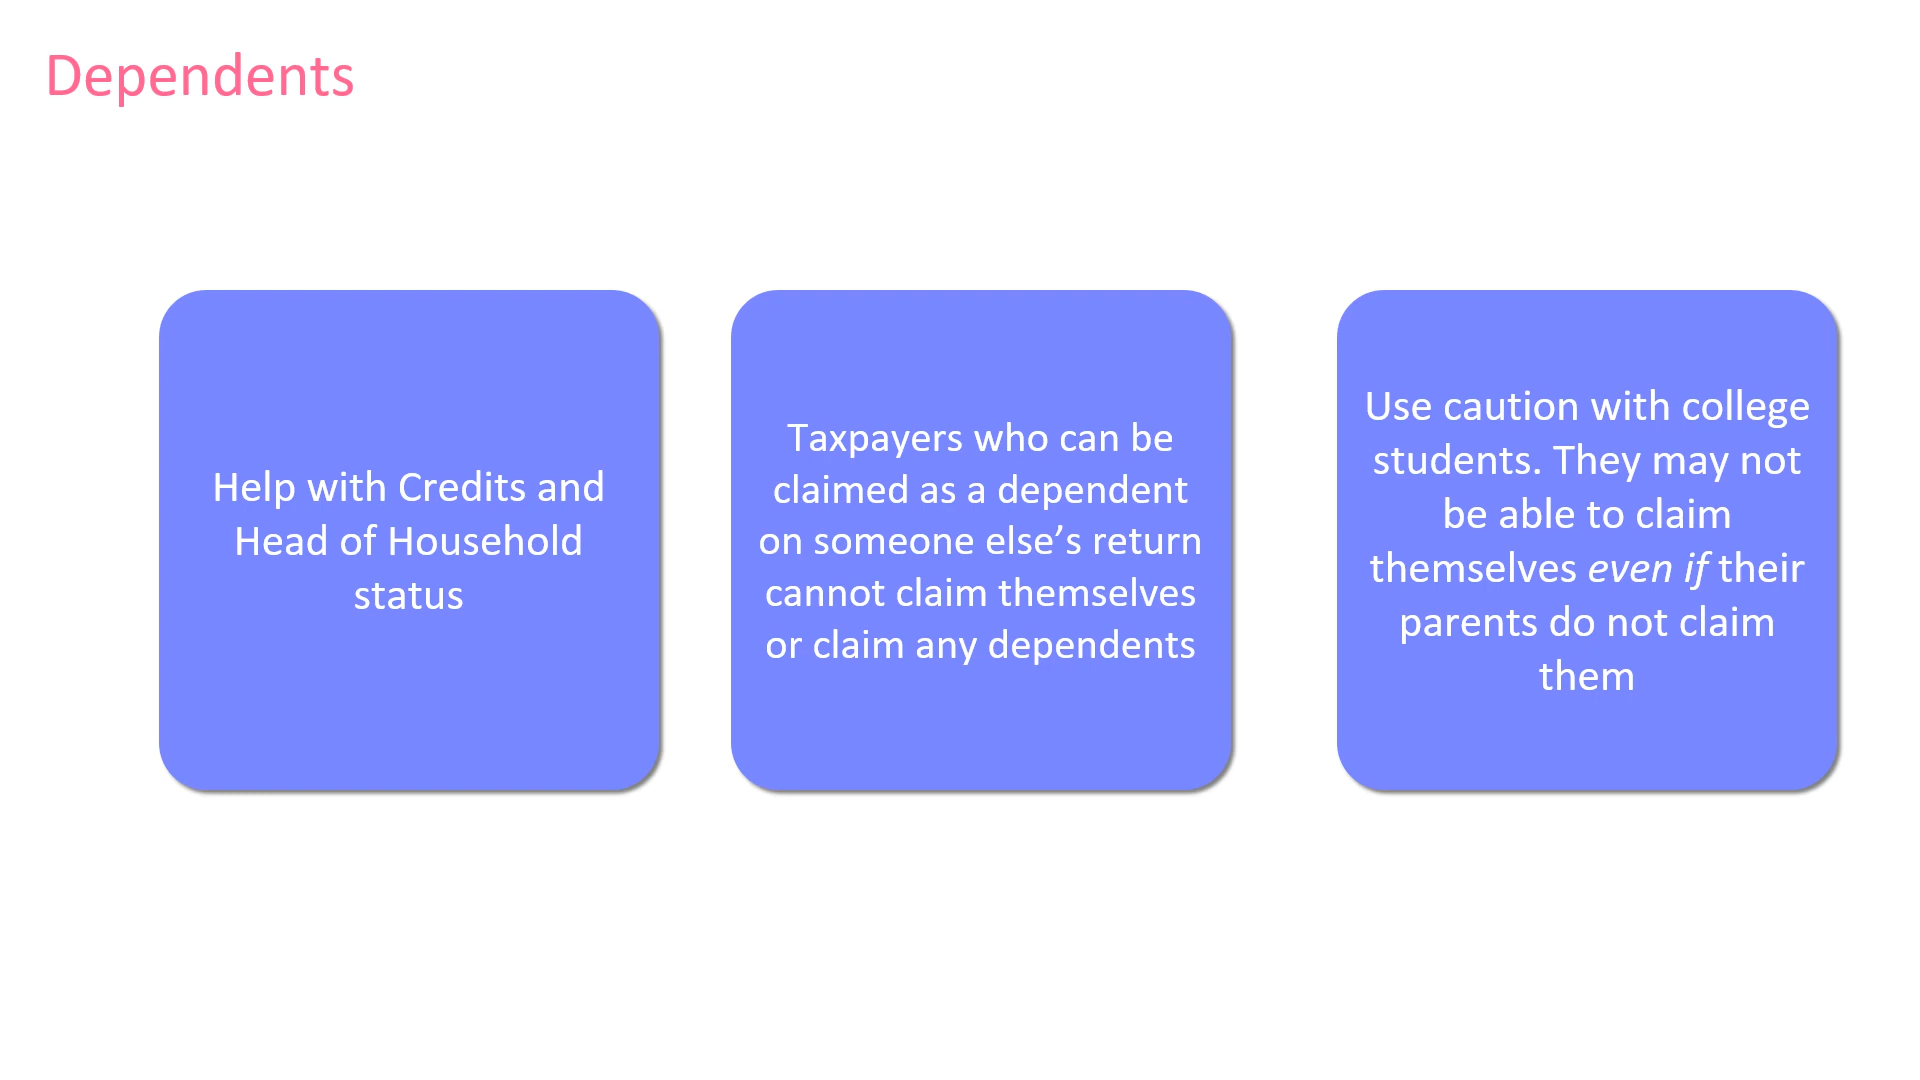 Dependents
Help with Credits and
Head of Household
status
Taxpayers who can be
claimed as a dependent
on someone else’s return
cannot claim themselves
or claim any dependents
Use caution with college
students. They may not
be able to claim
themselves even if their
parents do not claim
them